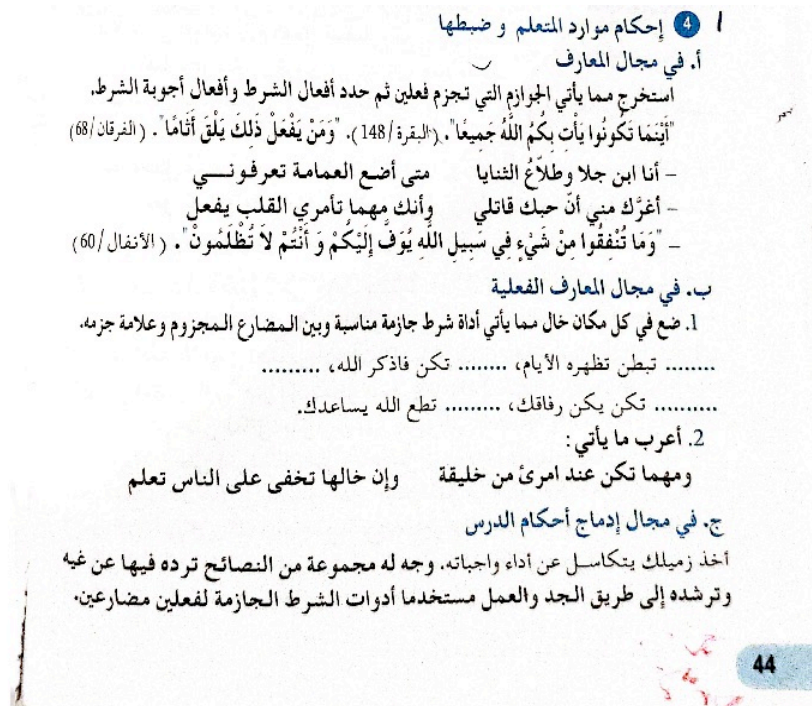 4 إحكام موارد المتعلم و ضبطها
أ. في مجال المعارف
استخرج مما يأتي الجوازم التي تجزم فعلين ثم حدد أفعال الشرط وأفعال أجوبة الشرط.
"أَيْنَمَا تَكُونُوا يَأْتِ بِكُمُ اللَّهُ جَمِيعًا". (البقرة/148). "وَمَنْ يَفْعَلْ ذَلِكَ يَلْقَ أَثَامًا". (الفرقان/68)
– أنا ابن جلا وطلاّعُ الثنايا متى أضع العمامة تعرفونـــي
– أغرَّك مني أنّ حبك قاتلي وأنك مهما تأمري القلب يفعل
– "وَمَا تُنْفِقُوا مِنْ شَيْءٍ فِي سَبِيلِ اللَّهِ يُوَفَّ إِلَيْكُمْ وَ أَنْتُمْ لاَ تُظْلَمُونْ". (الأنفال/60)
ب. في مجال المعارف الفعلية
1. ضع في كل مكان خال مما يأتي أداة شرط جازمة مناسبة وبين المضارع المجزوم وعلامة جزمه.
........ تبطن تظهره الأيام، ........ تكن فاذكر الله، .........
.......... تكن يكن رفاقك، ......... تطع الله يساعدك.
2. أعرب ما يأتي:
ومهما تكن عند امرئ من خليقة وإن خالها تخفى على الناس تعلم
ج. في مجال إدماج أحكام الدرس
أخذ زميلك يتكاسل عن أداء واجباته. وجه له مجموعة من النصائح ترده فيها عن غيه
وترشده إلى طريق الجد والعمل مستخدما أدوات الشرط الجازمة لفعلين مضارعين.
44